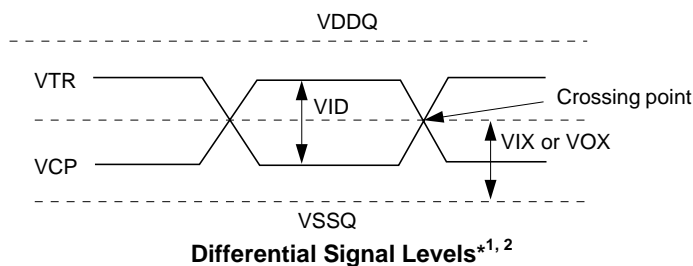 VDDQ
VTR
VID
Crossing point
VIX or VOX
VCP
VSSQ
Differential Signal Levels*1, 2